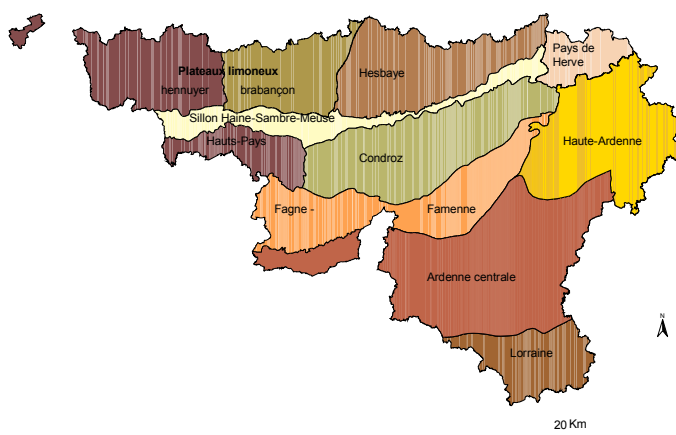 Pays de
Herve
Plateaux limoneux
Hesbaye
hennuyer
brabançon
Sillon Haine-Sambre-Meuse
Hauts-Pays
Haute-Ardenne
Condroz
Fagne -
Famenne
Ardenne centrale
N
Lorraine
20 Km